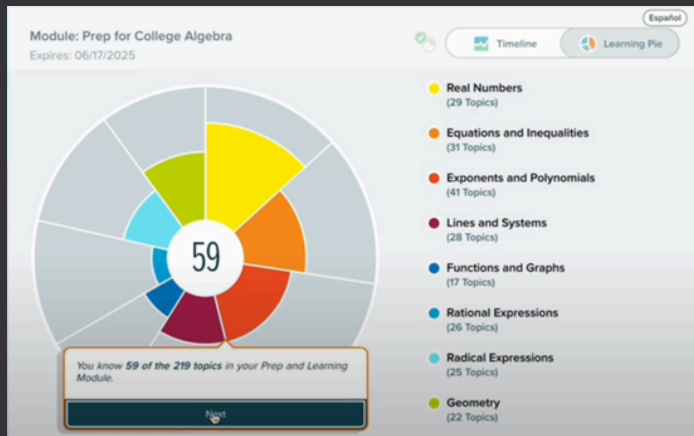 Español
Module: Prep for College Algebra
Expires: 06/17/2025
Timeline
Learning Pie
59
Real Numbers
(29 Topics)
Equations and Inequalities
(31 Topics)
Exponents and Polynomials
(41 Topics)
Lines and Systems
(28 Topics)
Functions and Graphs
(17 Topics)
Rational Expressions
(26 Topics)
Radical Expressions
(25 Topics)
Geometry
(22 Topics)
You know 59 of the 219 topics in your Prep and Learning
Module.
Next